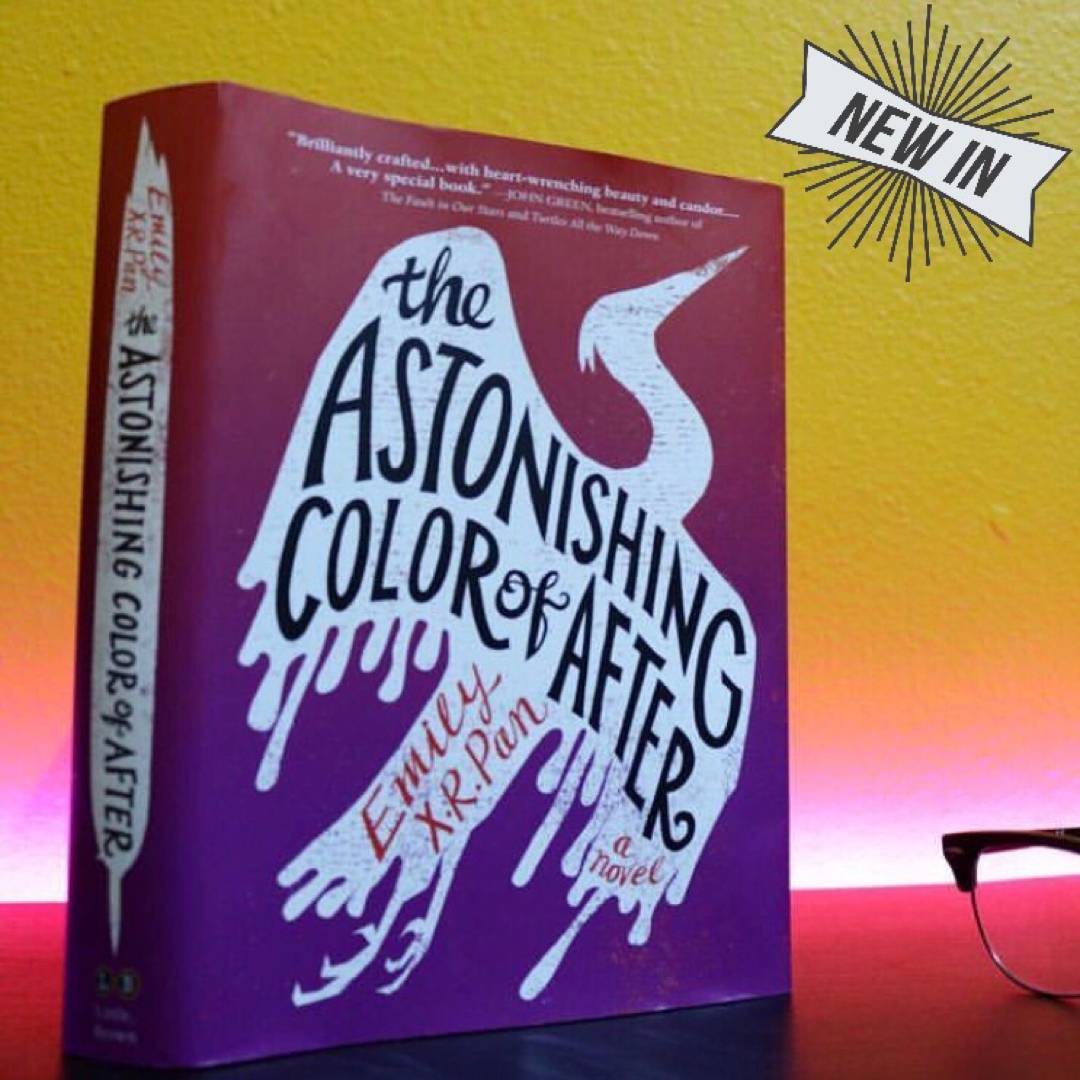 NEW IN
"Brilliantly crafted...with heart-wrenching beauty and candor—
A very special book." —JOHN GREEN, bestselling author of
The Fault in Our Stars and Turtles All the Way Down
the
ASTONISHING
COLOR of AFTER
Emily
X.R. Pan
a
novel
Emily
X.R. Pan
the ASTONISHING COLOR of AFTER
Little,
Brown